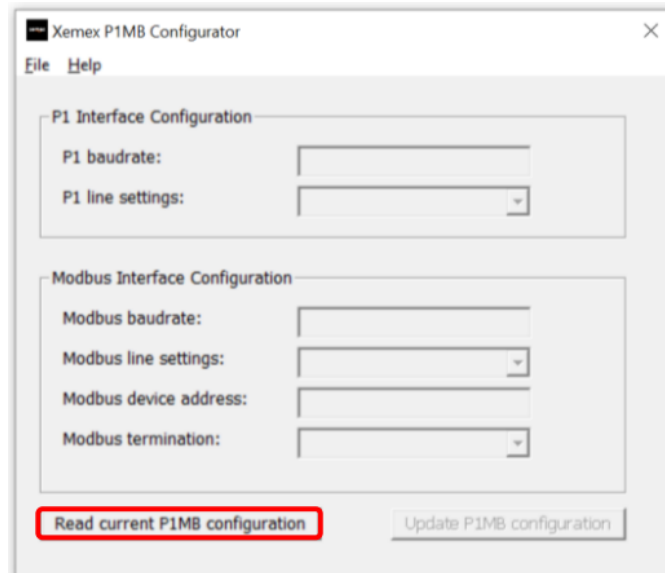 Xemex P1MB Configurator
File Help
P1 Interface Configuration
P1 baudrate:
P1 line settings:
Modbus Interface Configuration
Modbus baudrate:
Modbus line settings:
Modbus device address:
Modbus termination:
Read current P1MB configuration Update P1MB configuration